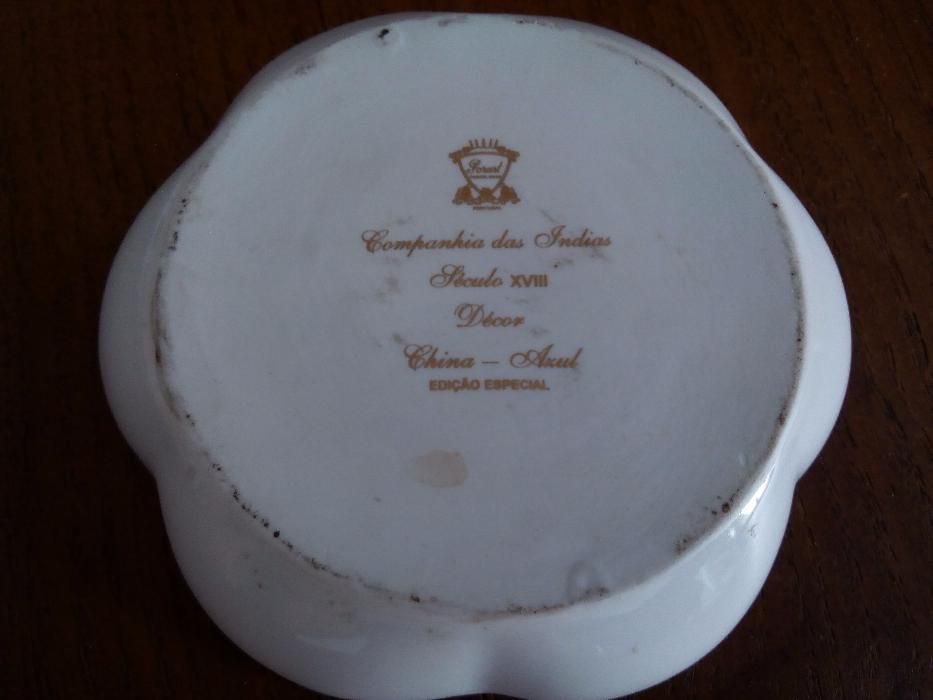 Companhia das Indias
Século XVIII
Décor
China – Azul
EDIÇÃO ESPECIAL